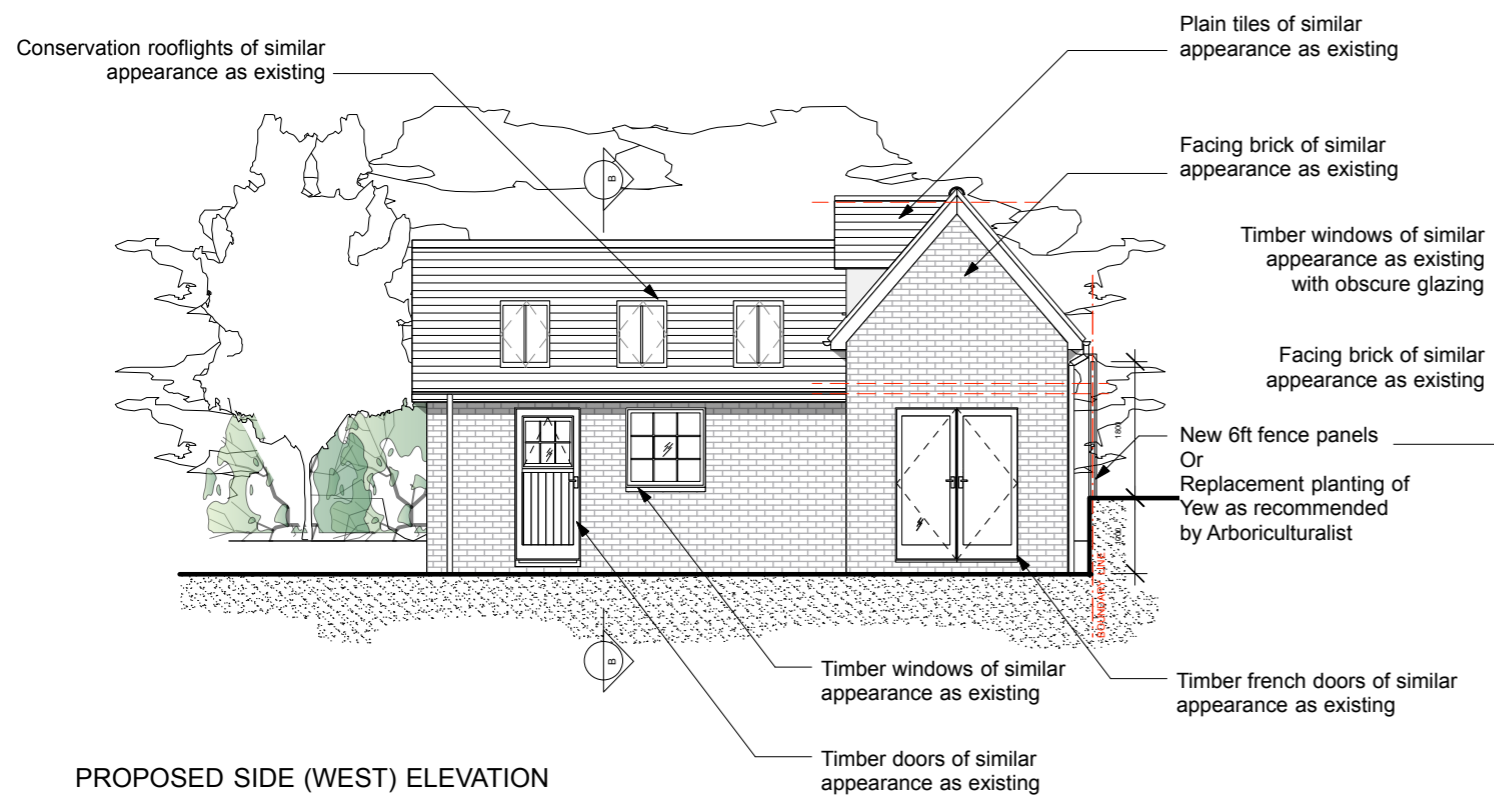 Conservation rooflights of similar
appearance as existing
Plain tiles of similar
appearance as existing
Facing brick of similar
appearance as existing
Timber windows of similar
appearance as existing
with obscure glazing
Facing brick of similar
appearance as existing
New 6ft fence panels
Or
Replacement planting of
Yew as recommended
by Arboriculturalist
B
1800
BOUNDARY LINE
B
Timber windows of similar
appearance as existing
Timber french doors of similar
appearance as existing
Timber doors of similar
appearance as existing
PROPOSED SIDE (WEST) ELEVATION